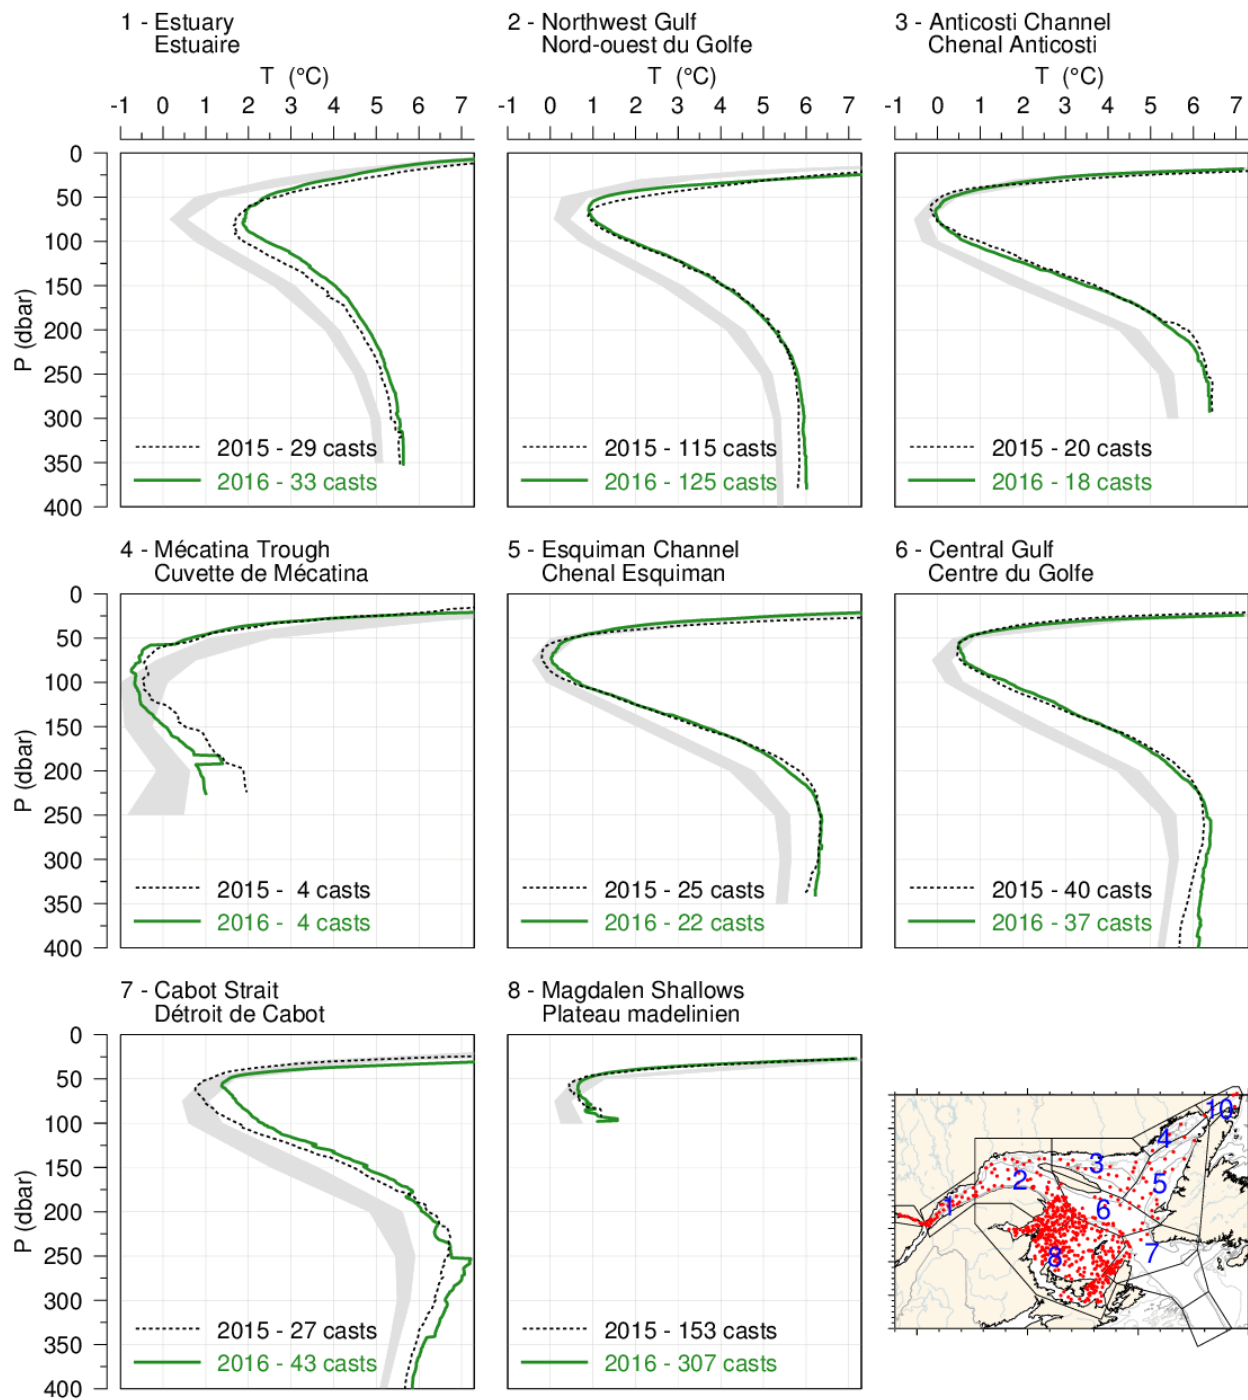 1 - Estuary
Estuaire
2 - Northwest Gulf
Nord-ouest du Golfe
3 - Anticosti Channel
Chenal Anticosti
T (°C)
T (°C)
T (°C)
-1 0 1 2 3 4 5 6 7
-1 0 1 2 3 4 5 6 7
-1 0 1 2 3 4 5 6 7
P (dbar)
0
50
100
150
200
250
300
350
400
2015 - 29 casts
2016 - 33 casts
2015 - 115 casts
2016 - 125 casts
2015 - 20 casts
2016 - 18 casts
4 - Mécatina Trough
Cuvette de Mécatina
5 - Esquiman Channel
Chenal Esquiman
6 - Central Gulf
Centre du Golfe
P (dbar)
0
50
100
150
200
250
300
350
400
2015 - 4 casts
2016 - 4 casts
2015 - 25 casts
2016 - 22 casts
2015 - 40 casts
2016 - 37 casts
7 - Cabot Strait
Détroit de Cabot
8 - Magdalen Shallows
Plateau madelinien
P (dbar)
0
50
100
150
200
250
300
350
400
2015 - 27 casts
2016 - 43 casts
2015 - 153 casts
2016 - 307 casts
10
4
3
2
5
1
6
8
7